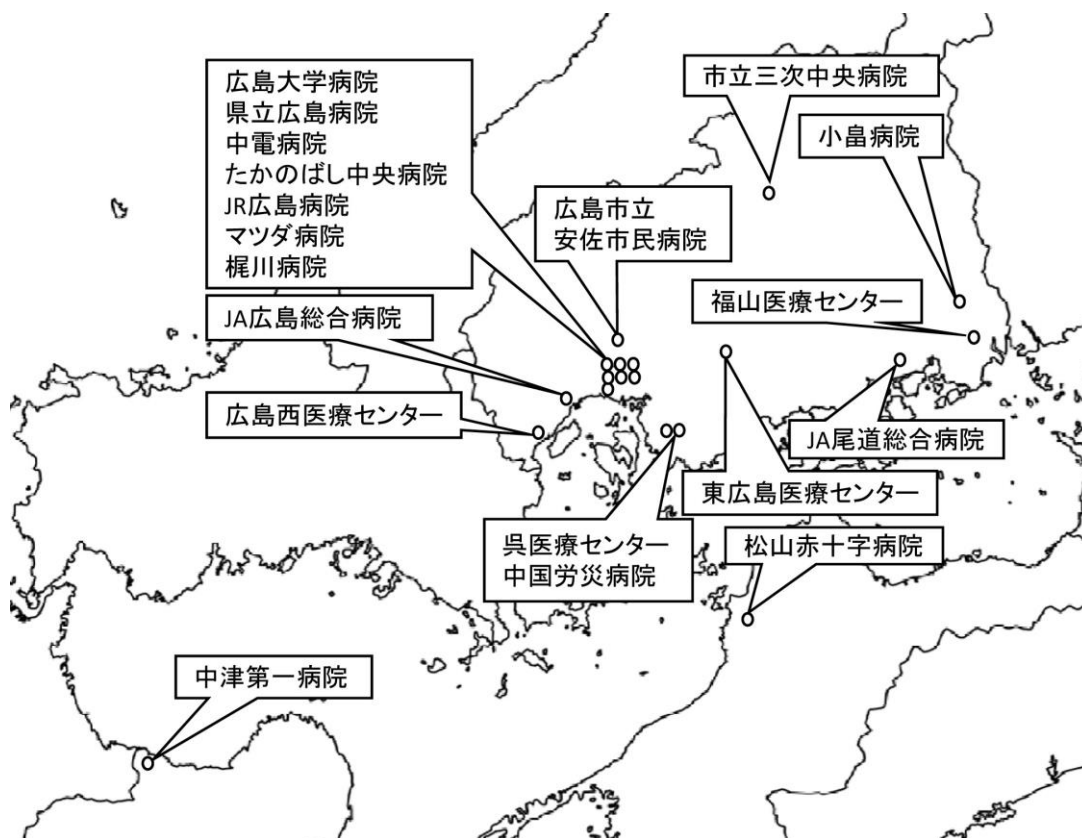 広島大学病院
県立広島病院
中電病院
たかのばし中央病院
JR広島病院
マツダ病院
梶川病院
市立三次中央病院
小畠病院
広島市立
安佐市民病院
福山医療センター
JA広島総合病院
広島西医療センター
JA尾道総合病院
東広島医療センター
呉医療センター
中国労災病院
松山赤十字病院
中津第一病院